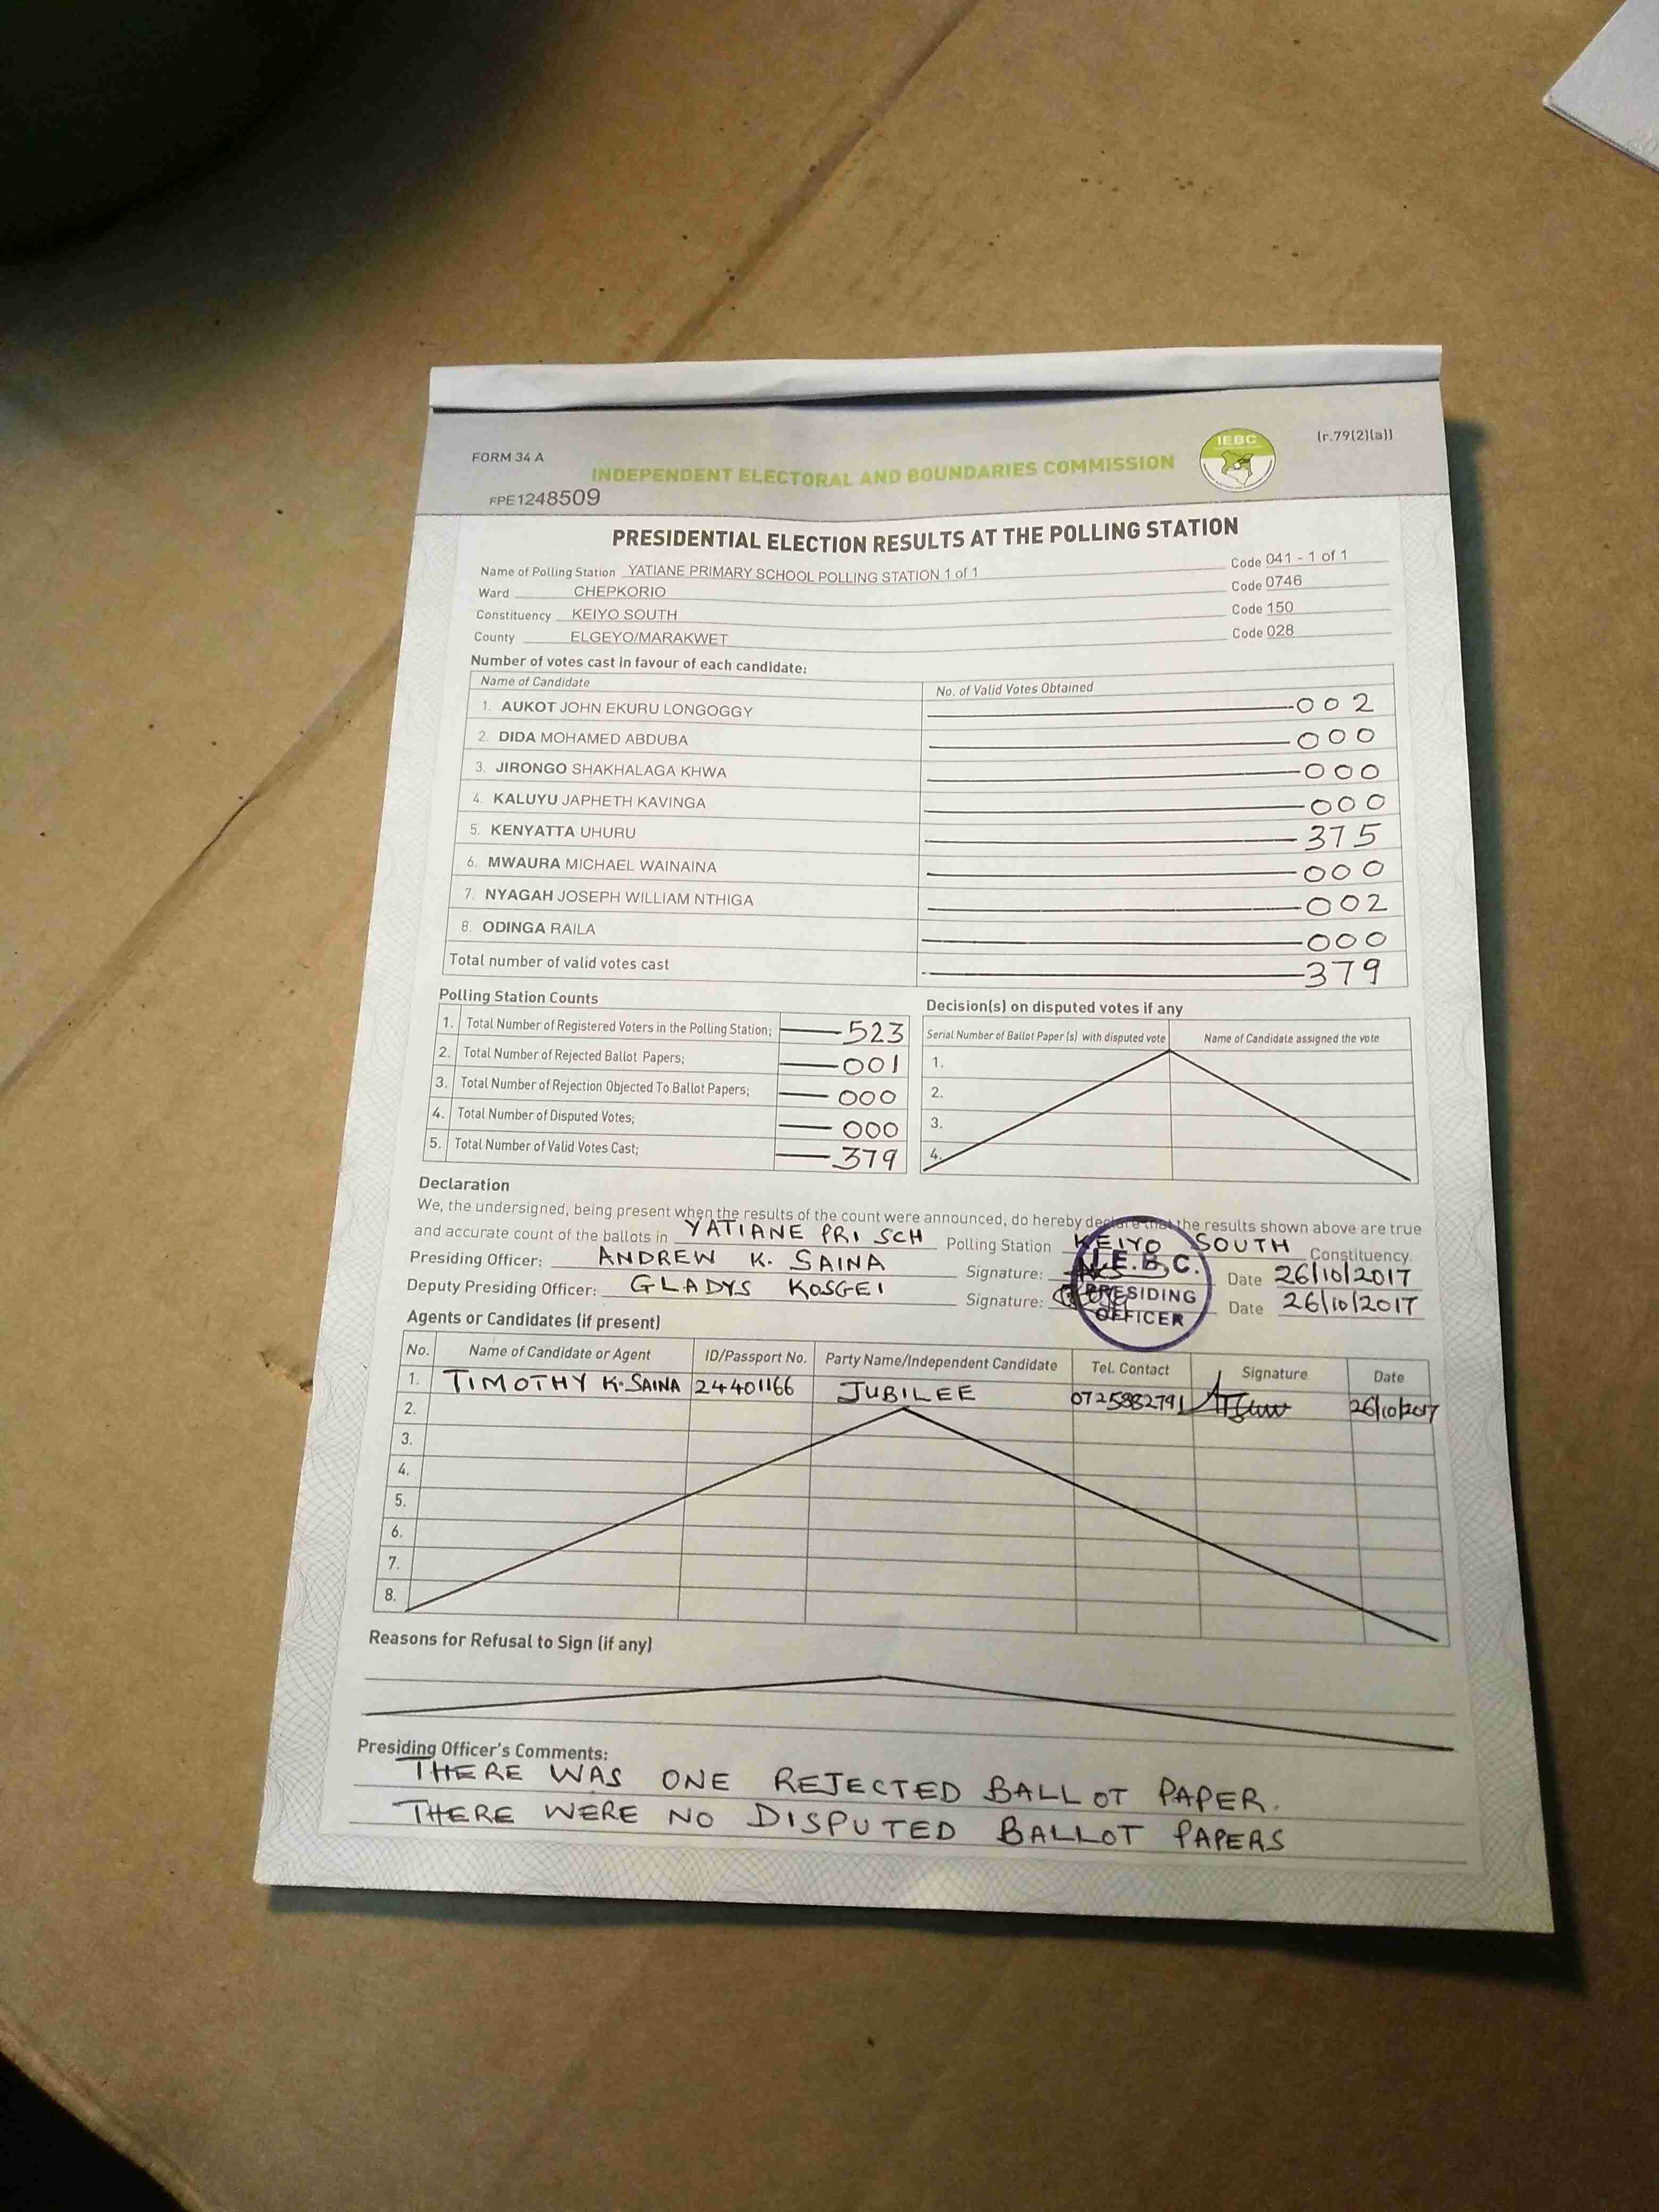 FORM 34 A
(r.79(2)(a))
IEBC
INDEPENDENT ELECTORAL AND BOUNDARIES COMMISSION
FPE1248509
PRESIDENTIAL ELECTION RESULTS AT THE POLLING STATION
Name of Polling Station YATIANE PRIMARY SCHOOL POLLING STATION 1 of 1 Code 041 - 1 of 1
Ward CHEPKORIO Code 0746
Constituency KEIYO SOUTH Code 150
County ELGEYO/MARAKWET Code 028
Number of votes cast in favour of each candidate:
Name of Candidate No. of Valid Votes Obtained
1. AUKOT JOHN EKURU LONGOGGY 002
2. DIDA MOHAMED ABDUBA 000
3. JIRONGO SHAKHALAGA KHWA 000
4. KALUYU JAPHETH KAVINGA 000
5. KENYATTA UHURU 375
6. MWAURA MICHAEL WAINAINA 000
7. NYAGAH JOSEPH WILLIAM NTHIGA 002
8. ODINGA RAILA 000
Total number of valid votes cast 379
Polling Station Counts
1. Total Number of Registered Voters in the Polling Station; 523
2. Total Number of Rejected Ballot Papers; 001
3. Total Number of Rejection Objected To Ballot Papers; 000
4. Total Number of Disputed Votes; 000
5. Total Number of Valid Votes Cast; 379
Decision(s) on disputed votes if any
Serial Number of Ballot Paper(s) with disputed vote Name of Candidate assigned the vote
1.
2.
3.
4.
Declaration
We, the undersigned, being present when the results of the count were announced, do hereby declare that the results shown above are true
and accurate count of the ballots in YATIANE PRI SCH Polling Station KEIYO SOUTH Constituency.
Presiding Officer: ANDREW K. SAINA Signature: Date 26/10/2017
Deputy Presiding Officer: GLADYS KOSGEI Signature: Date 26/10/2017
I.E.B.C.
PRESIDING
OFFICER
Agents or Candidates (if present)
No. Name of Candidate or Agent ID/Passport No. Party Name/Independent Candidate Tel. Contact Signature Date
1. TIMOTHY K. SAINA 24401166 JUBILEE 0725882791 26/10/2017
2.
3.
4.
5.
6.
7.
8.
Reasons for Refusal to Sign (if any)
Presiding Officer's Comments:
THERE WAS ONE REJECTED BALLOT PAPER.
THERE WERE NO DISPUTED BALLOT PAPERS